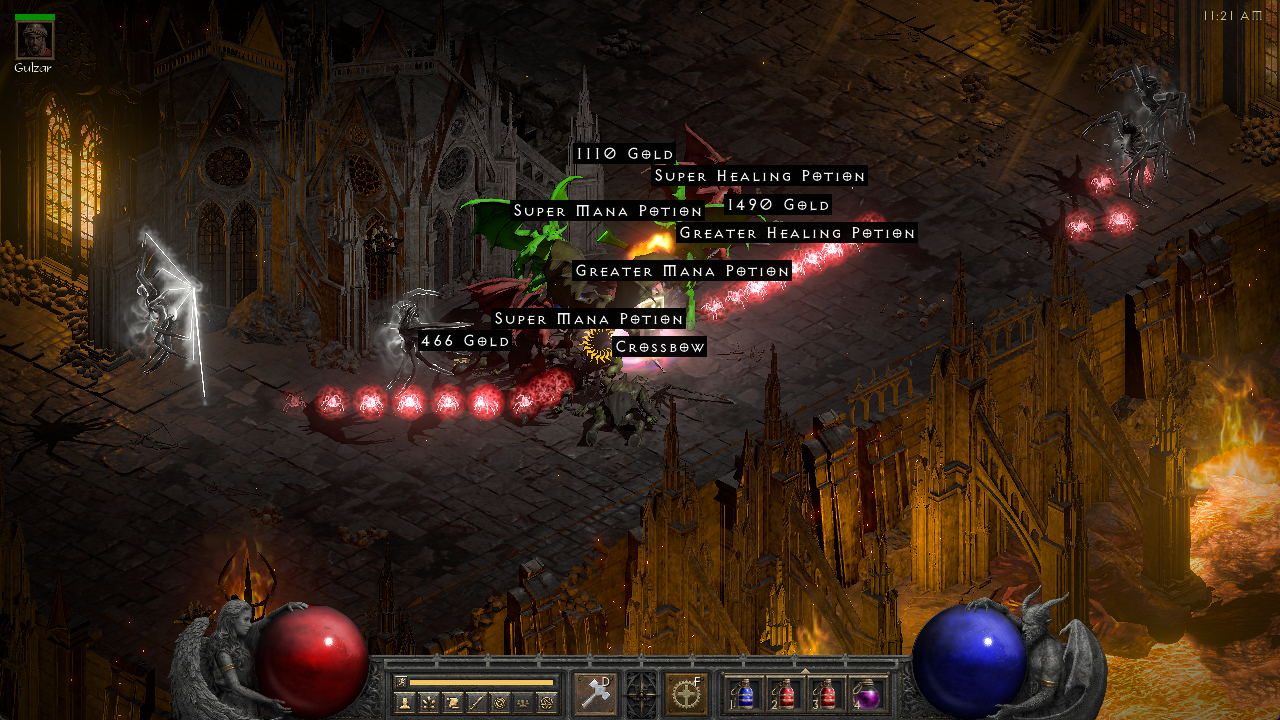 11:21 AM
Gulzar
1110 Gold
Super Healing Potion
1490 Gold
Super Mana Potion
Greater Healing Potion
Greater Mana Potion
Super Mana Potion
466 Gold
Crossbow
D
F
1
2
3
4